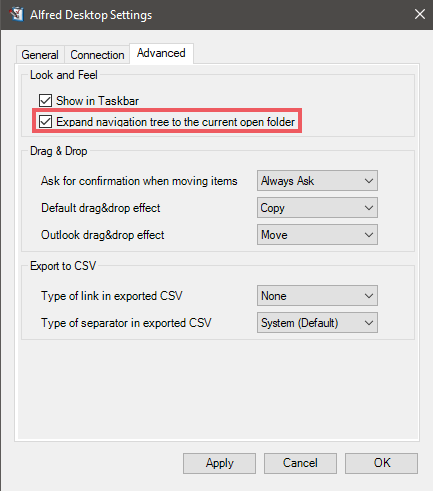 Alfred Desktop Settings
General Connection Advanced
Look and Feel
Show in Taskbar
Expand navigation tree to the current open folder
Drag & Drop
Ask for confirmation when moving items Always Ask
Default drag&drop effect Copy
Outlook drag&drop effect Move
Export to CSV
Type of link in exported CSV None
Type of separator in exported CSV System (Default)
Apply Cancel OK